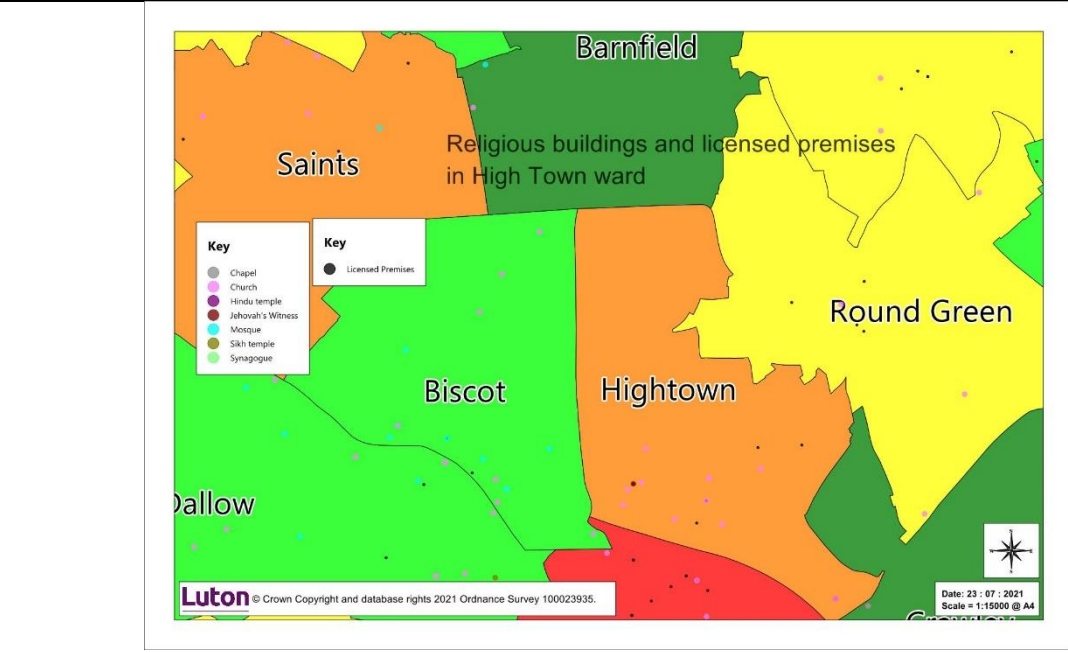 Barnfield
Religious buildings and licensed premises
in High Town ward
Saints
Key
Chapel
Church
Hindu temple
Jehovah's Witness
Mosque
Sikh temple
Synagogue
Key
Licensed Premises
Round Green
Biscot
Hightown
Dallow
Luton © Crown Copyright and database rights 2021 Ordnance Survey 100023935.
Date: 23 : 07 : 2021
Scale = 1:15000 @ A4